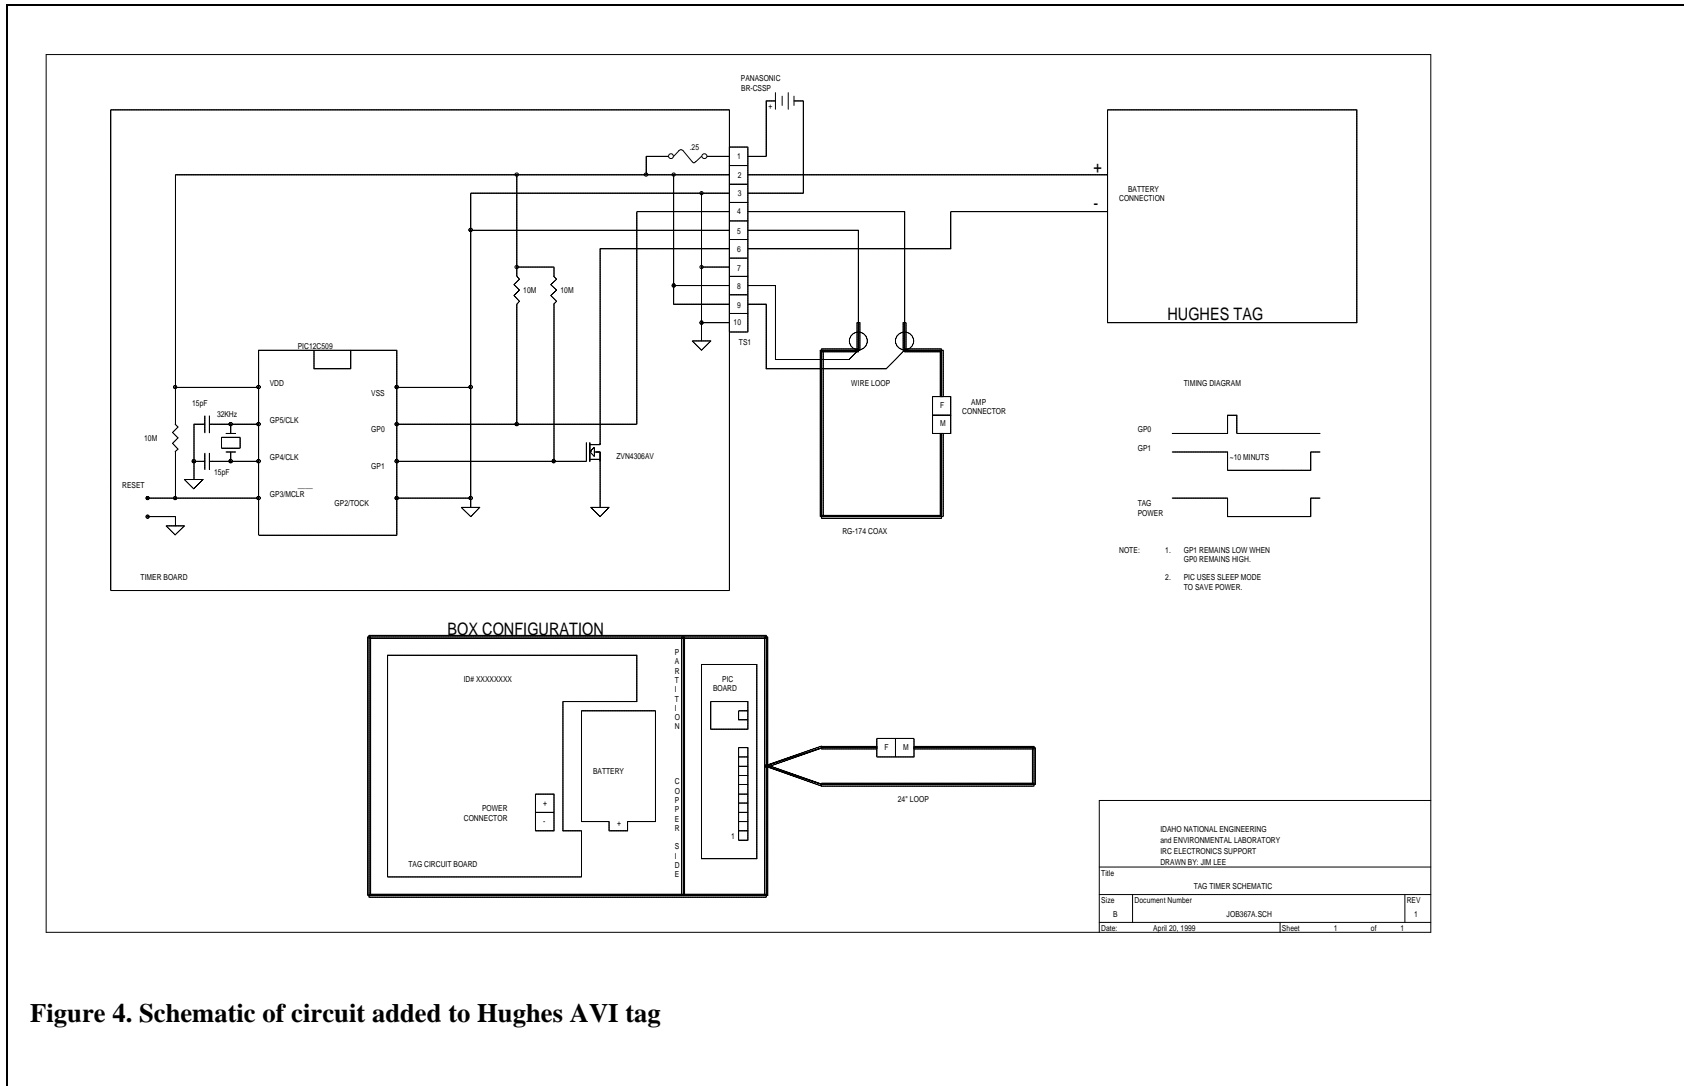 PANASONIC
BR-CSSP
+
.25
1
2
3
4
5
6
7
8
9
10
TS1
+
-
BATTERY
CONNECTION
HUGHES TAG
10M
10M
PIC12C509
VDD
VSS
GP5/CLK
GP0
GP4/CLK
GP1
GP3/MCLR
GP2/TOCK
15pF
32KHz
15pF
10M
RESET
ZVN4306AV
TIMER BOARD
WIRE LOOP
F
M
AMP
CONNECTOR
RG-174 COAX
TIMING DIAGRAM
GP0
GP1
~10 MINUTS
TAG
POWER
NOTE: 1. GP1 REMAINS LOW WHEN
GP0 REMAINS HIGH.
2. PIC USES SLEEP MODE
TO SAVE POWER.
BOX CONFIGURATION
ID# XXXXXXXX
PARTITION
COPPER SIDE
PIC
BOARD
BATTERY
+
POWER
CONNECTOR
+
-
1
TAG CIRCUIT BOARD
F M
24" LOOP
IDAHO NATIONAL ENGINEERING
and ENVIRONMENTAL LABORATORY
IRC ELECTRONICS SUPPORT
DRAWN BY: JIM LEE
Title
TAG TIMER SCHEMATIC
Size Document Number REV
B JOB367A.SCH 1
Date: April 20, 1999 Sheet 1 of 1
Figure 4. Schematic of circuit added to Hughes AVI tag